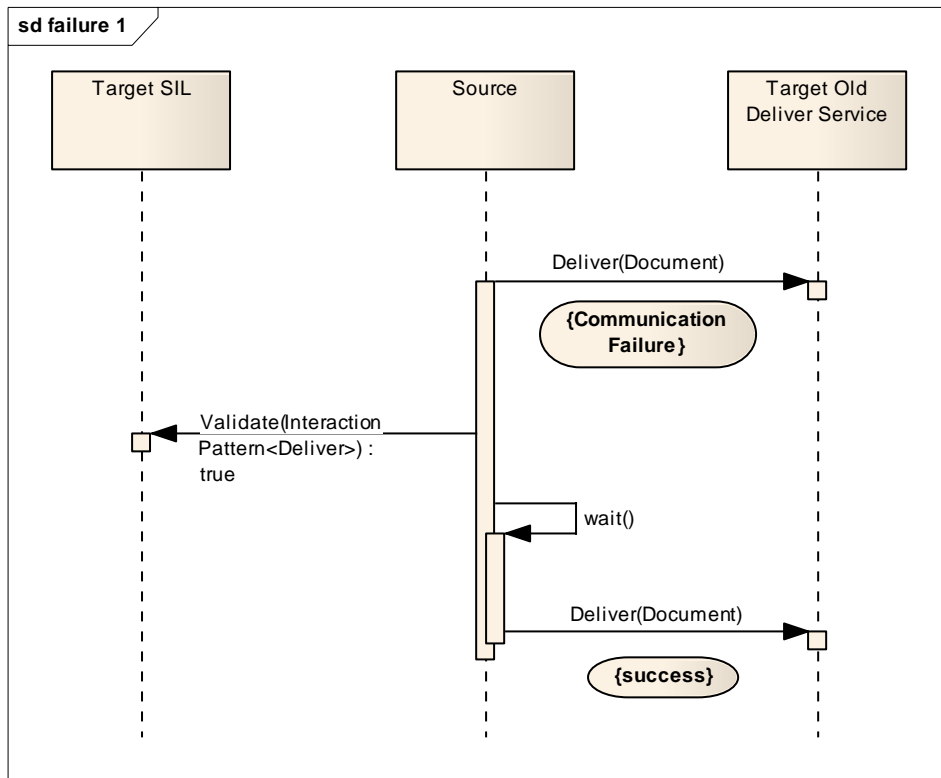 sd failure 1
Target SIL
Source
Target Old
Deliver Service
Deliver(Document)
{Communication
Failure}
Validate(Interaction
Pattern<Deliver>) :
true
wait()
Deliver(Document)
{success}